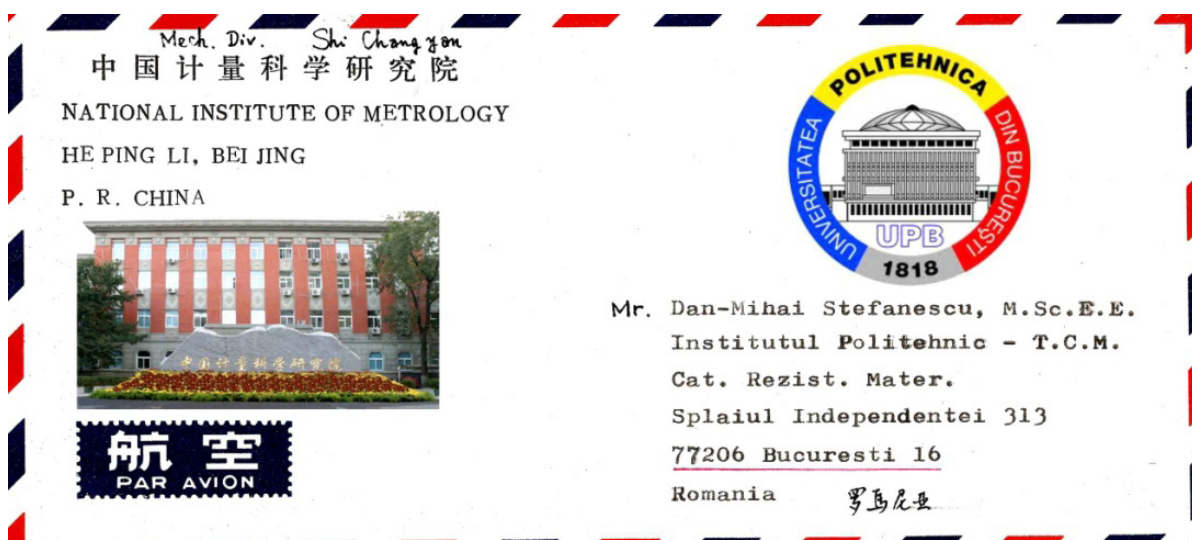 Mech. Div. Shi Changyan
中国计量科学研究院
NATIONAL INSTITUTE OF METROLOGY
HE PING LI, BEI JING
P. R. CHINA
中国计量科学研究院
航空
PAR AVION
UNIVERSITATEA POLITEHNICA DIN BUCUREŞTI
UPB
1818
Mr. Dan-Mihai Stefanescu, M.Sc.E.E.
Institutul Politehnic - T.C.M.
Cat. Rezist. Mater.
Splaiul Independentei 313
77206 Bucuresti 16
Romania 罗马尼亚